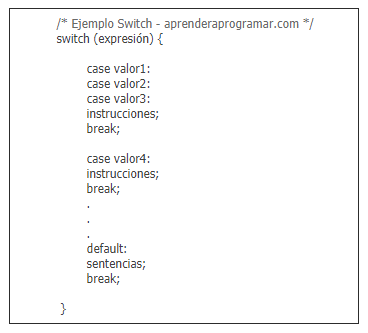 /* Ejemplo Switch - aprenderaprogramar.com */
switch (expresión) {
case valor1:
case valor2:
case valor3:
instrucciones;
break;
case valor4:
instrucciones;
break;
.
.
.
default:
sentencias;
break;
}